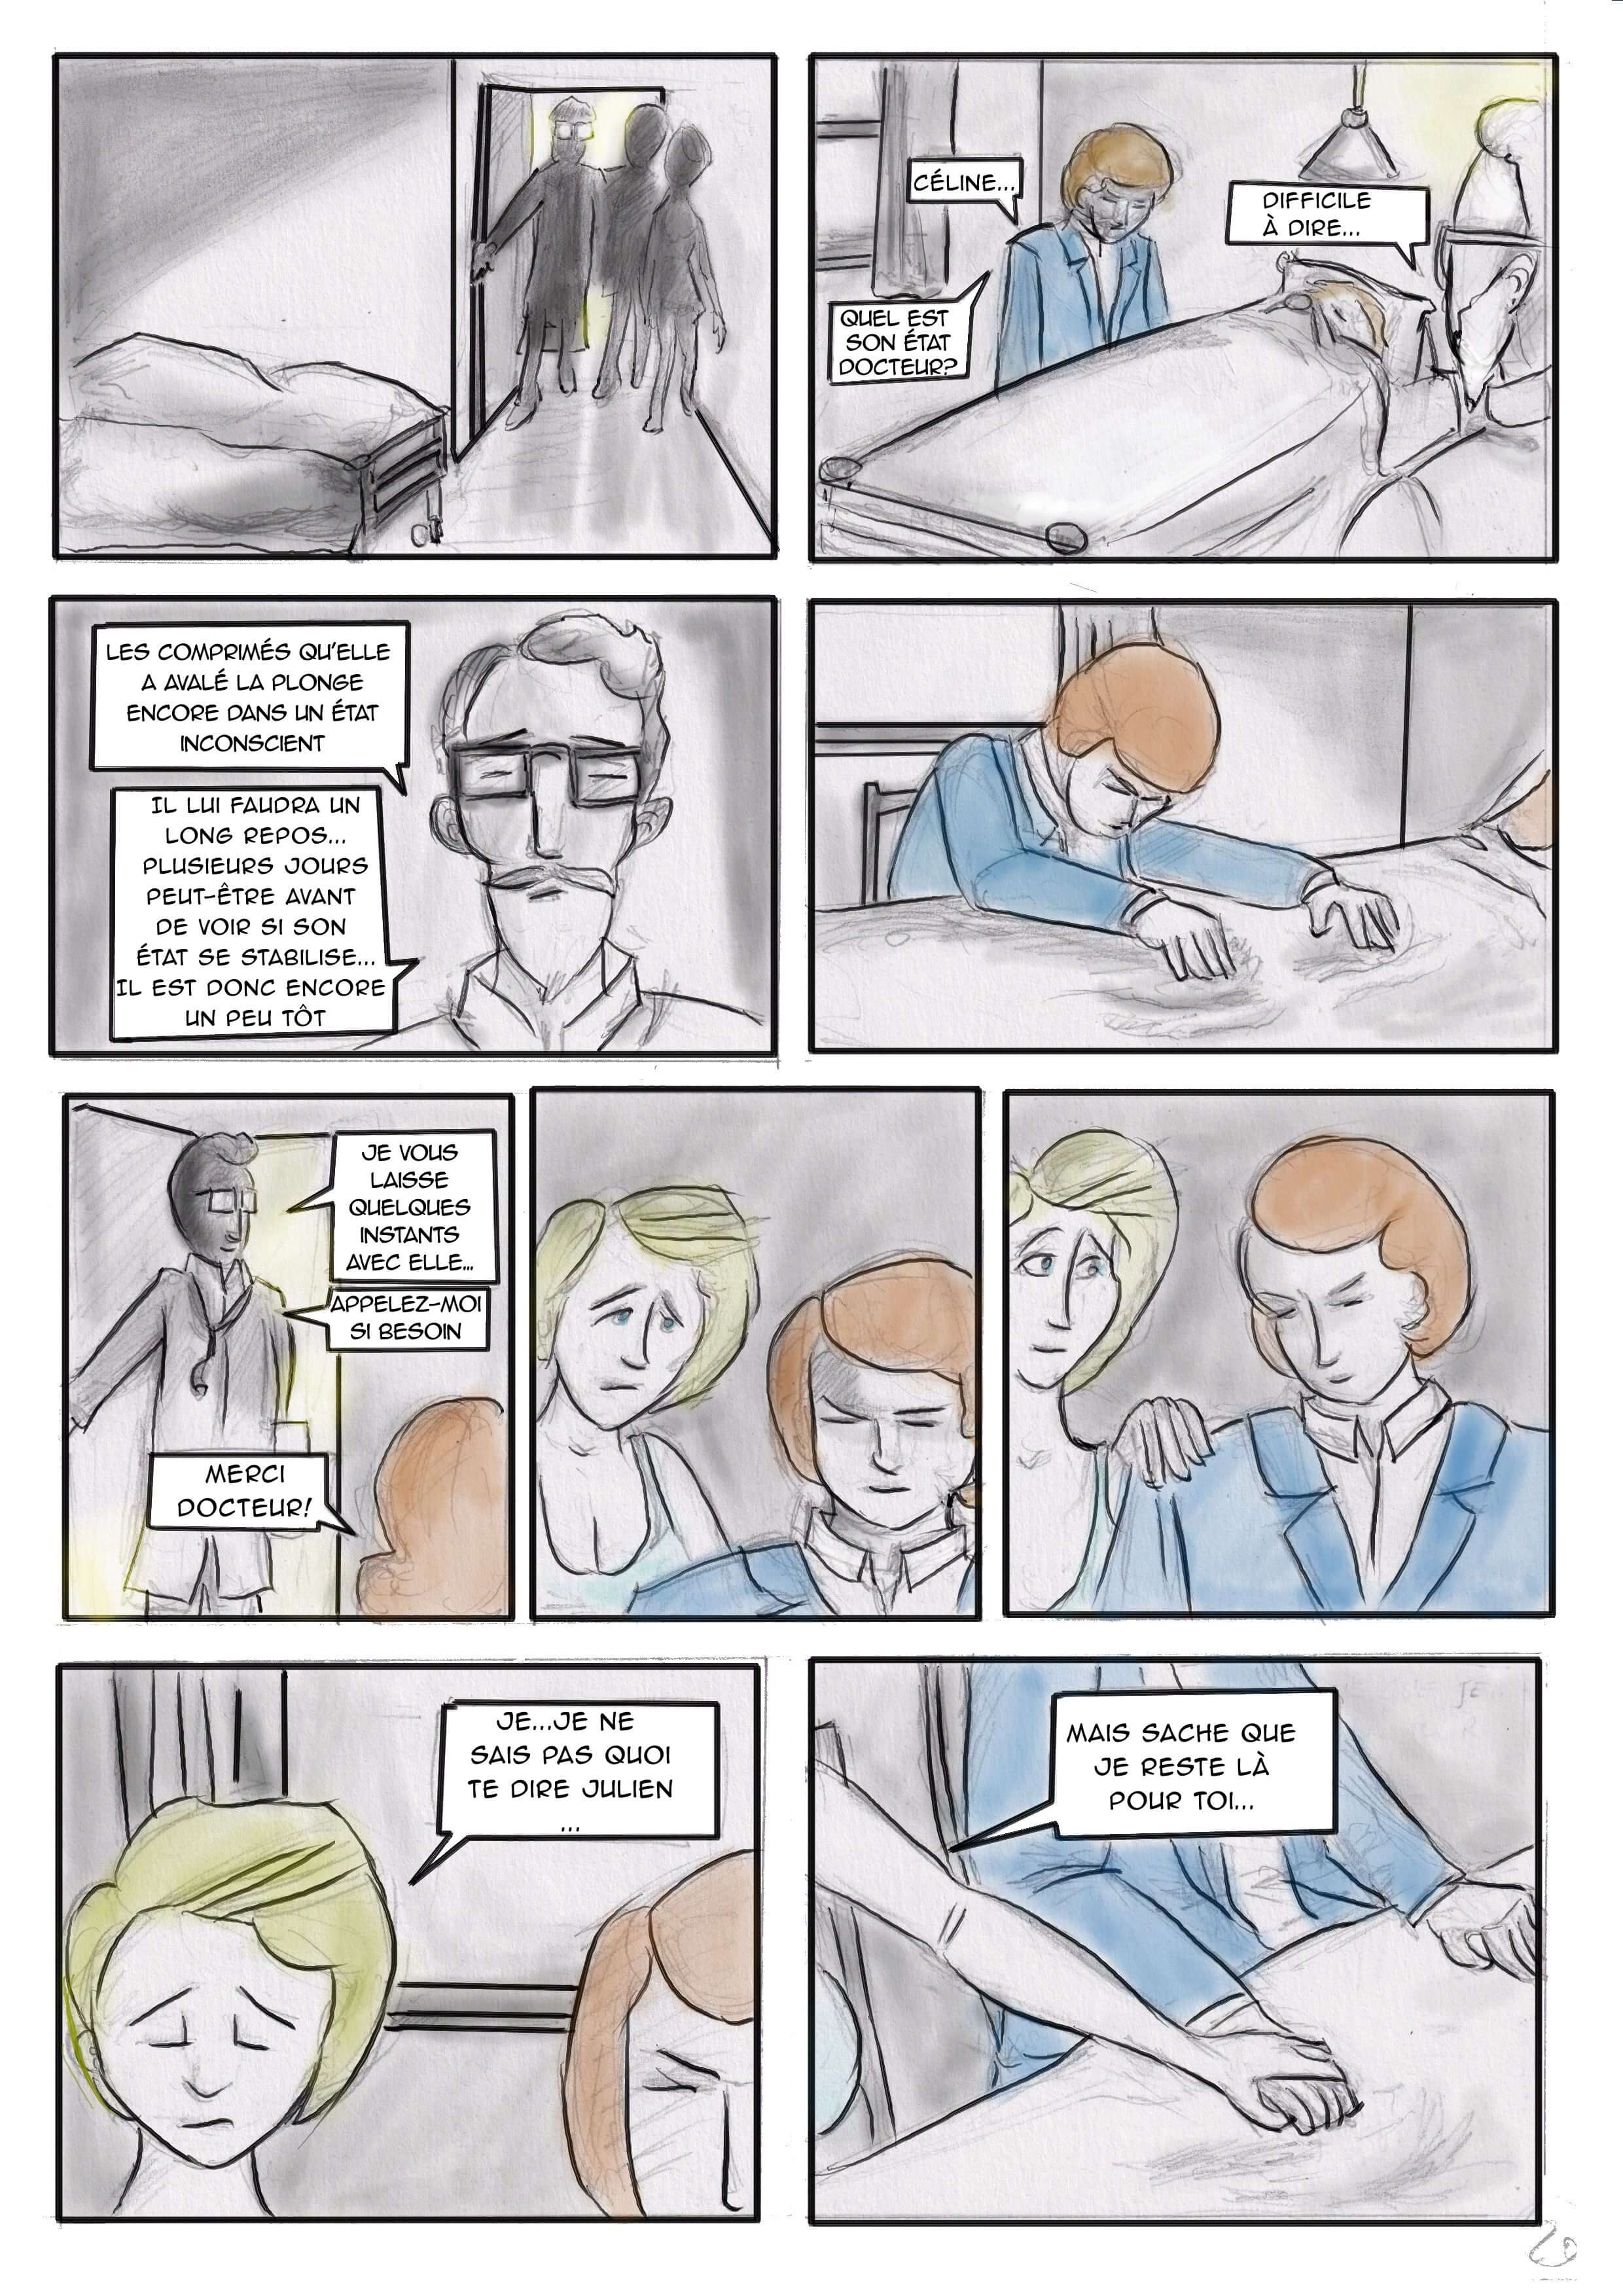 CÉLINE...
QUEL EST
SON ÉTAT
DOCTEUR?
DIFFICILE
À DIRE...
LES COMPRIMÉS QU'ELLE
A AVALÉ LA PLONGE
ENCORE DANS UN ÉTAT
INCONSCIENT
IL LUI FAUDRA UN
LONG REPOS...
PLUSIEURS JOURS
PEUT-ÊTRE AVANT
DE VOIR SI SON
ÉTAT SE STABILISE...
IL EST DONC ENCORE
UN PEU TÔT
JE VOUS
LAISSE
QUELQUES
INSTANTS
AVEC ELLE...
APPELEZ-MOI
SI BESOIN
MERCI
DOCTEUR!
JE...JE NE
SAIS PAS QUOI
TE DIRE JULIEN
...
MAIS SACHE QUE
JE RESTE LÀ
POUR TOI...